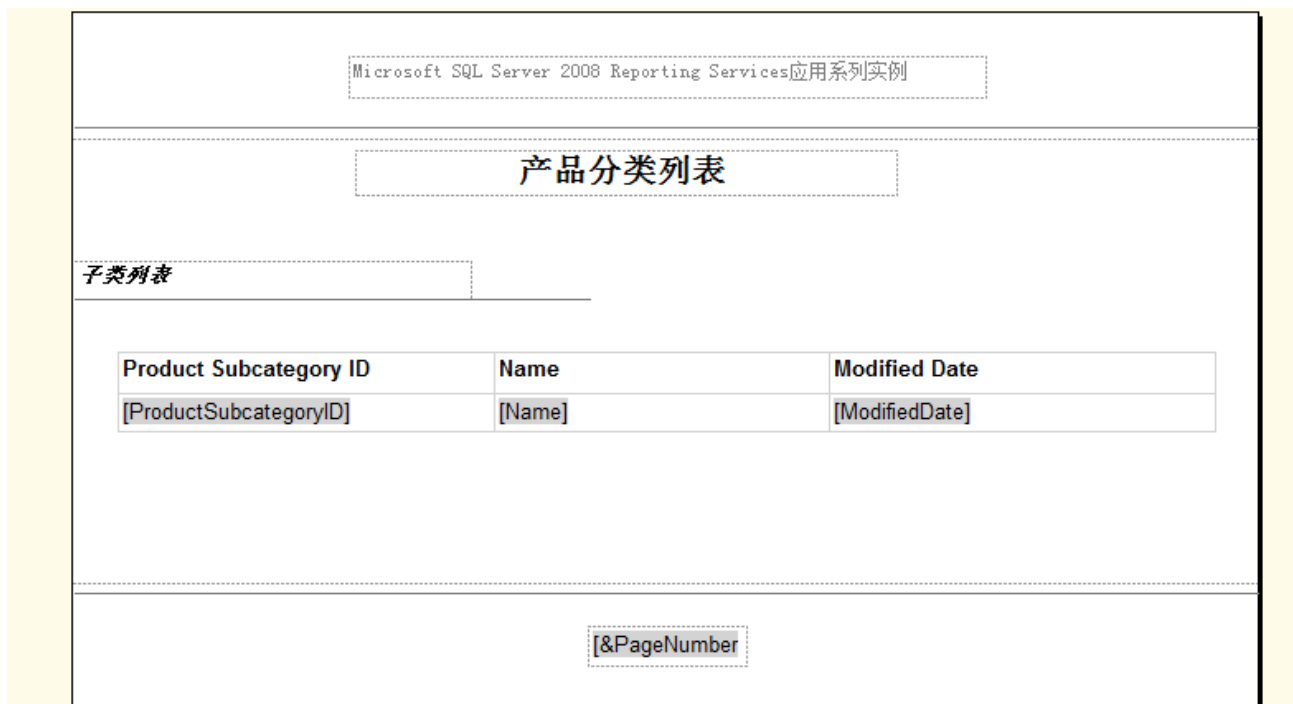 Microsoft SQL Server 2008 Reporting Services应用系列实例
产品分类列表
子类列表
Product Subcategory ID Name Modified Date
[ProductSubcategoryID] [Name] [ModifiedDate]
[&PageNumber